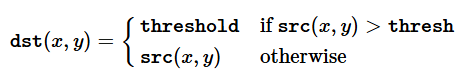 dst(x, y) = { threshold if src(x, y) > thresh
src(x, y) otherwise